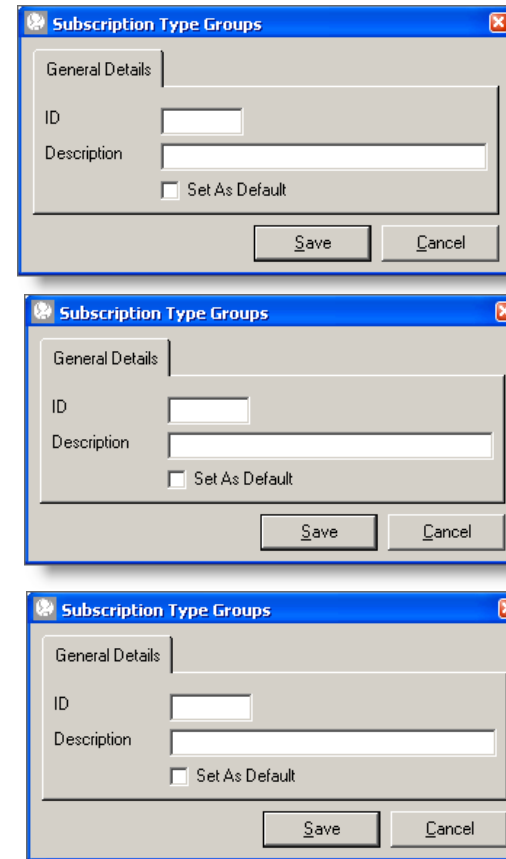 Subscription Type Groups
General Details
ID
Description
Set As Default
Save Cancel
Subscription Type Groups
General Details
ID
Description
Set As Default
Save Cancel
Subscription Type Groups
General Details
ID
Description
Set As Default
Save Cancel